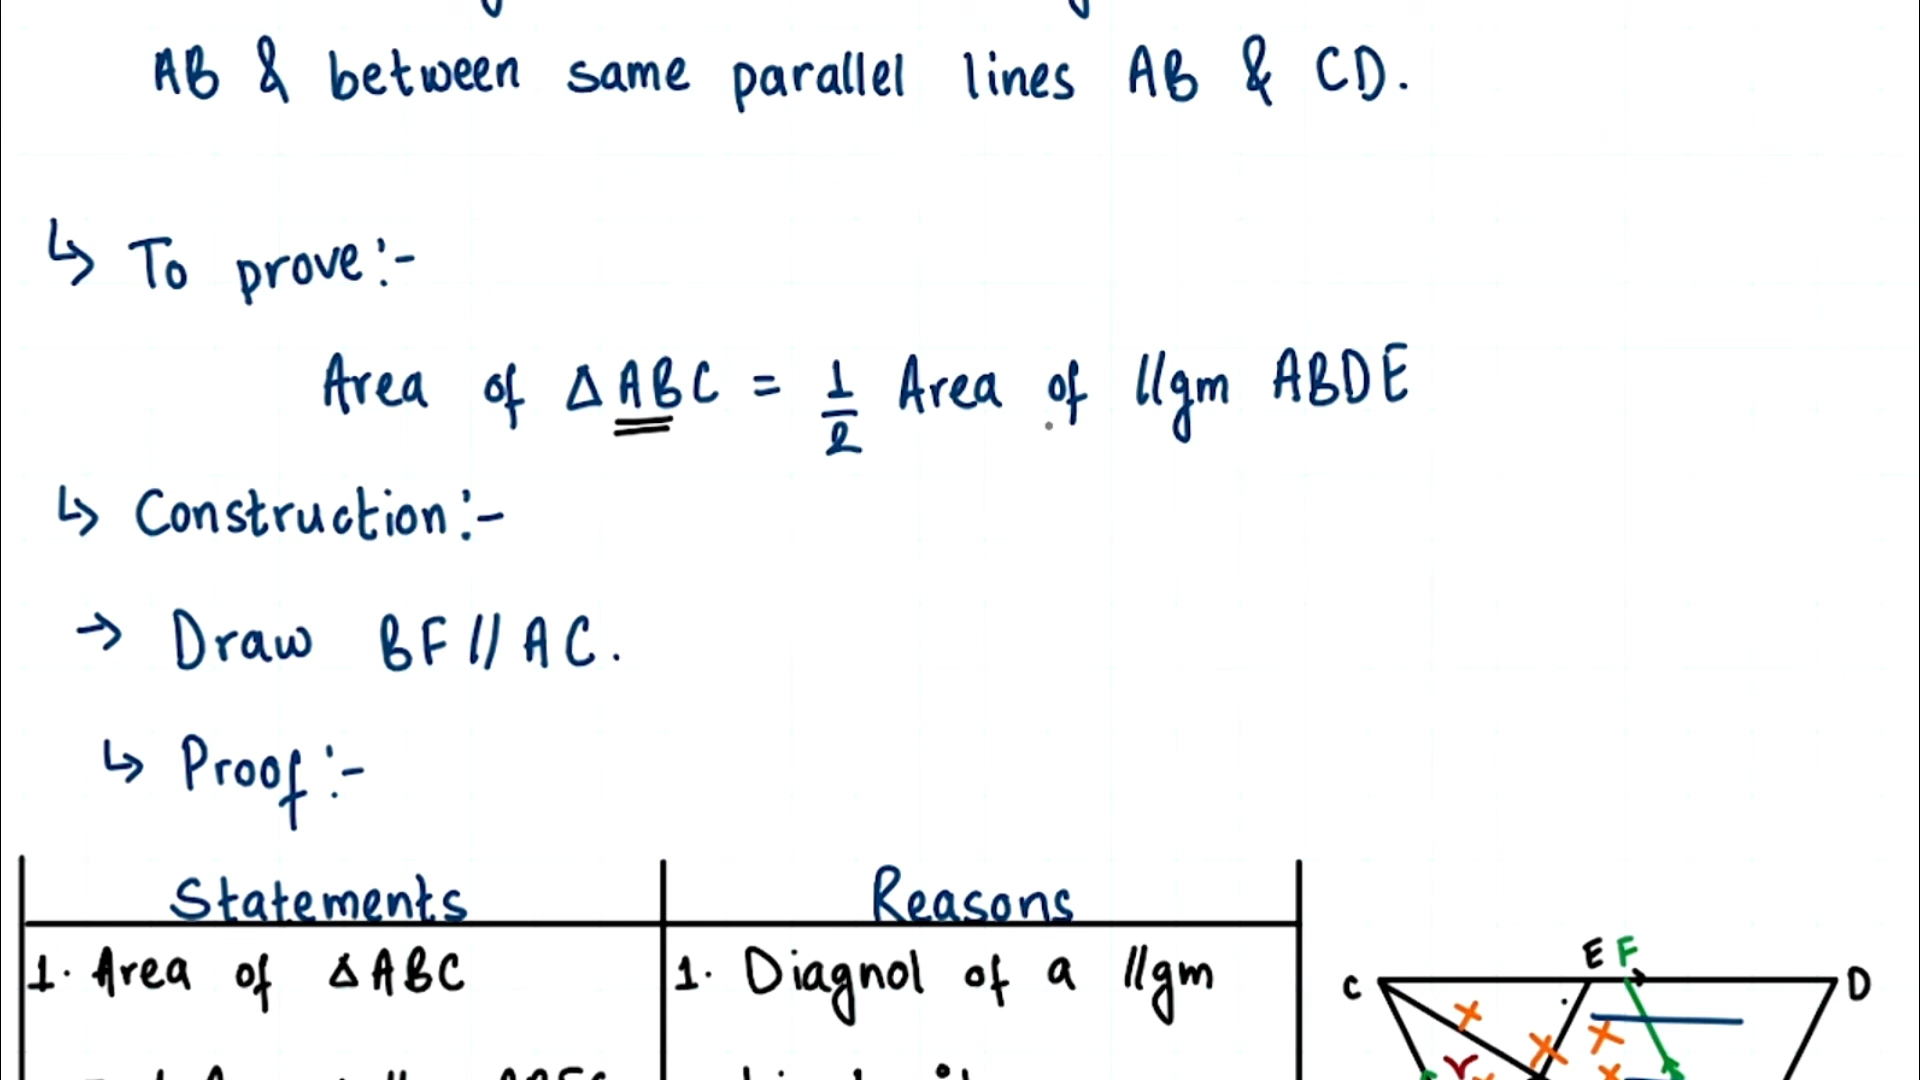 AB & between same parallel lines AB & CD.
↳ To prove:-
Area of ΔABC = 1/2 Area of //gm ABDE
↳ Construction:-
→ Draw BF // AC.
↳ Proof:-
Statements Reasons
1. Area of ΔABC 1. Diagnol of a //gm
E F
C D